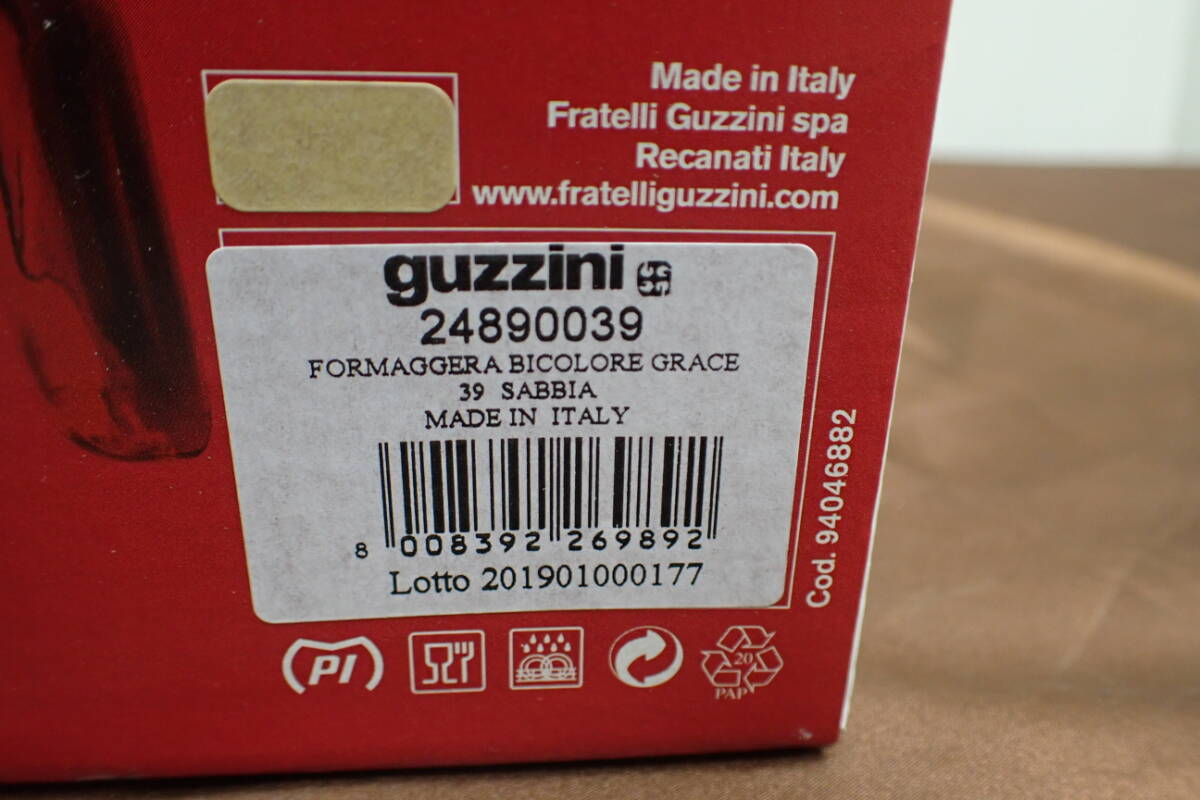 Made in Italy
Fratelli Guzzini spa
Recanati Italy
www.fratelliguzzini.com
guzzini
24890039
FORMAGGERA BICOLORE GRACE
39 SABBIA
MADE IN ITALY
8 008392 269892
Lotto 201901000177
Cod. 94046882
PI
20
PAP